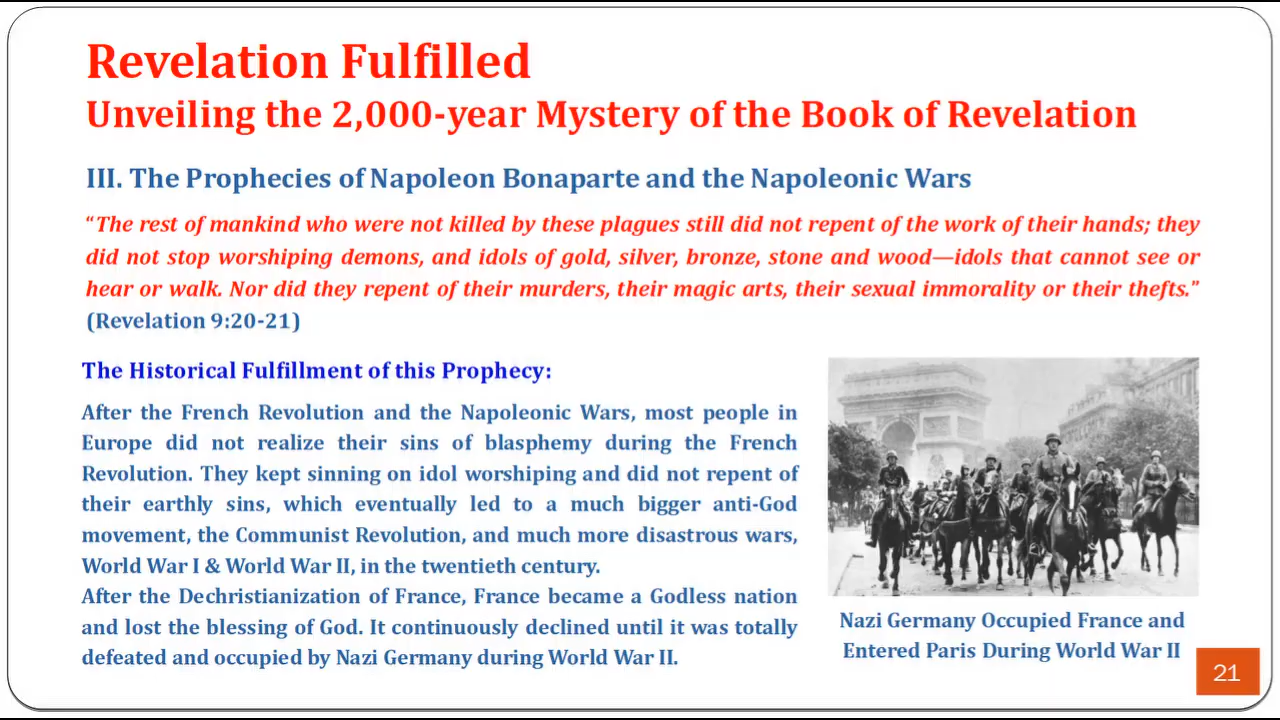 Revelation Fulfilled
Unveiling the 2,000-year Mystery of the Book of Revelation
III. The Prophecies of Napoleon Bonaparte and the Napoleonic Wars
“The rest of mankind who were not killed by these plagues still did not repent of the work of their hands; they
did not stop worshiping demons, and idols of gold, silver, bronze, stone and wood—idols that cannot see or
hear or walk. Nor did they repent of their murders, their magic arts, their sexual immorality or their thefts.”
(Revelation 9:20-21)
The Historical Fulfillment of this Prophecy:
After the French Revolution and the Napoleonic Wars, most people in
Europe did not realize their sins of blasphemy during the French
Revolution. They kept sinning on idol worshiping and did not repent of
their earthly sins, which eventually led to a much bigger anti-God
movement, the Communist Revolution, and much more disastrous wars,
World War I & World War II, in the twentieth century.
After the Dechristianization of France, France became a Godless nation
and lost the blessing of God. It continuously declined until it was totally
defeated and occupied by Nazi Germany during World War II.
Nazi Germany Occupied France and
Entered Paris During World War II
21